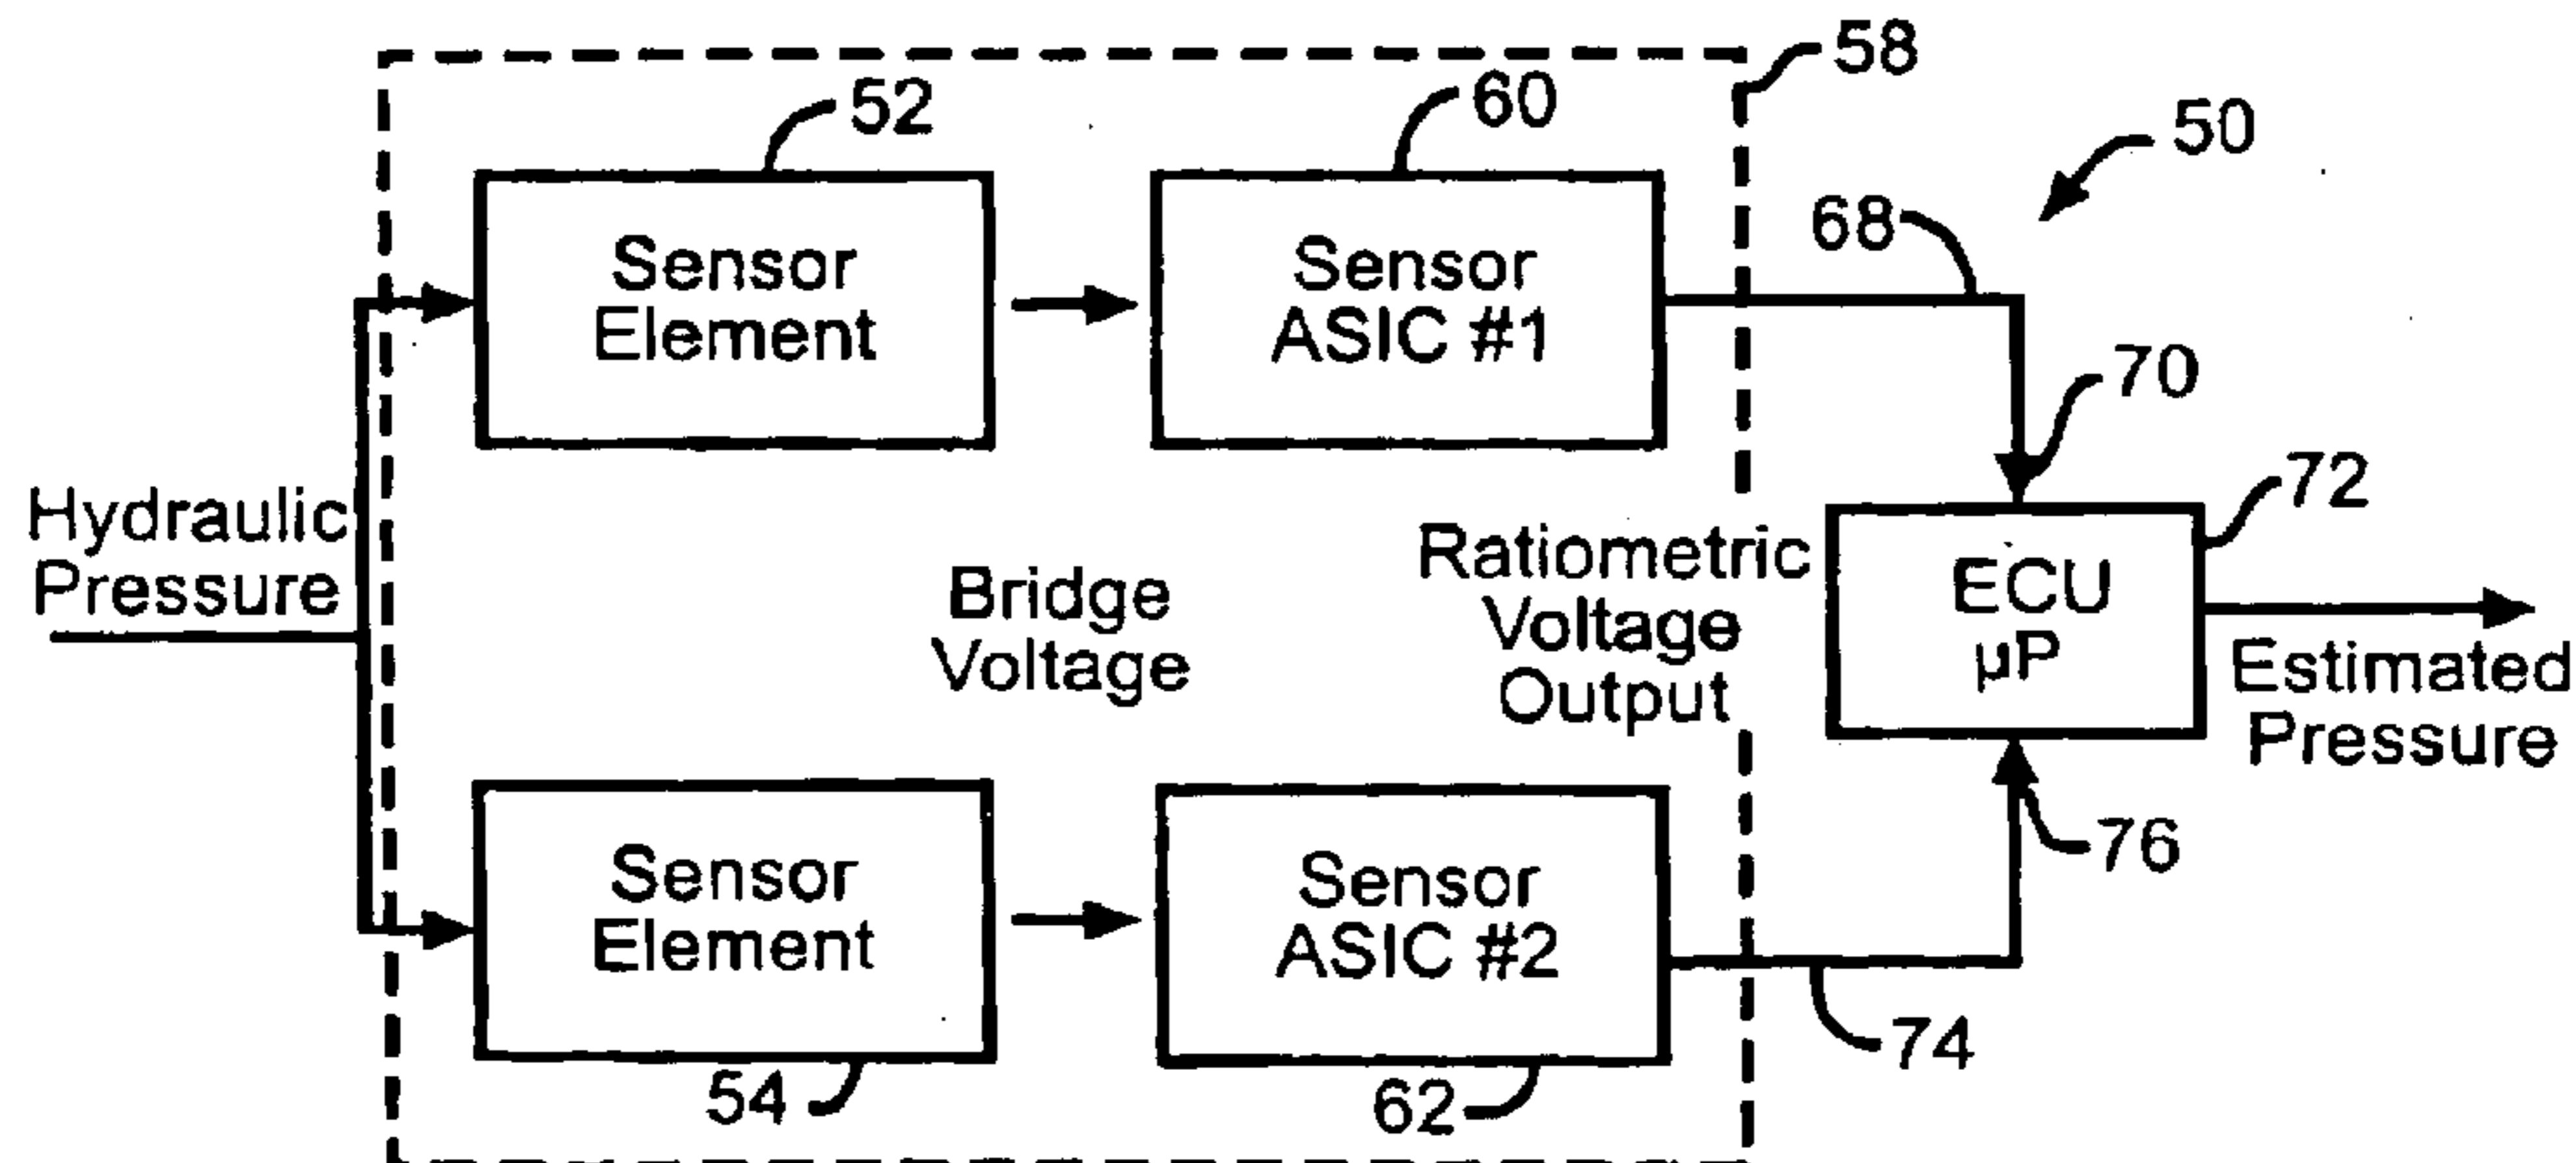 58
52
60
50
Sensor
Element
Sensor
ASIC #1
68
70
72
Hydraulic
Pressure
Bridge
Voltage
Ratiometric
Voltage
Output
ECU
µP
Estimated
Pressure
Sensor
Element
Sensor
ASIC #2
76
74
54
62